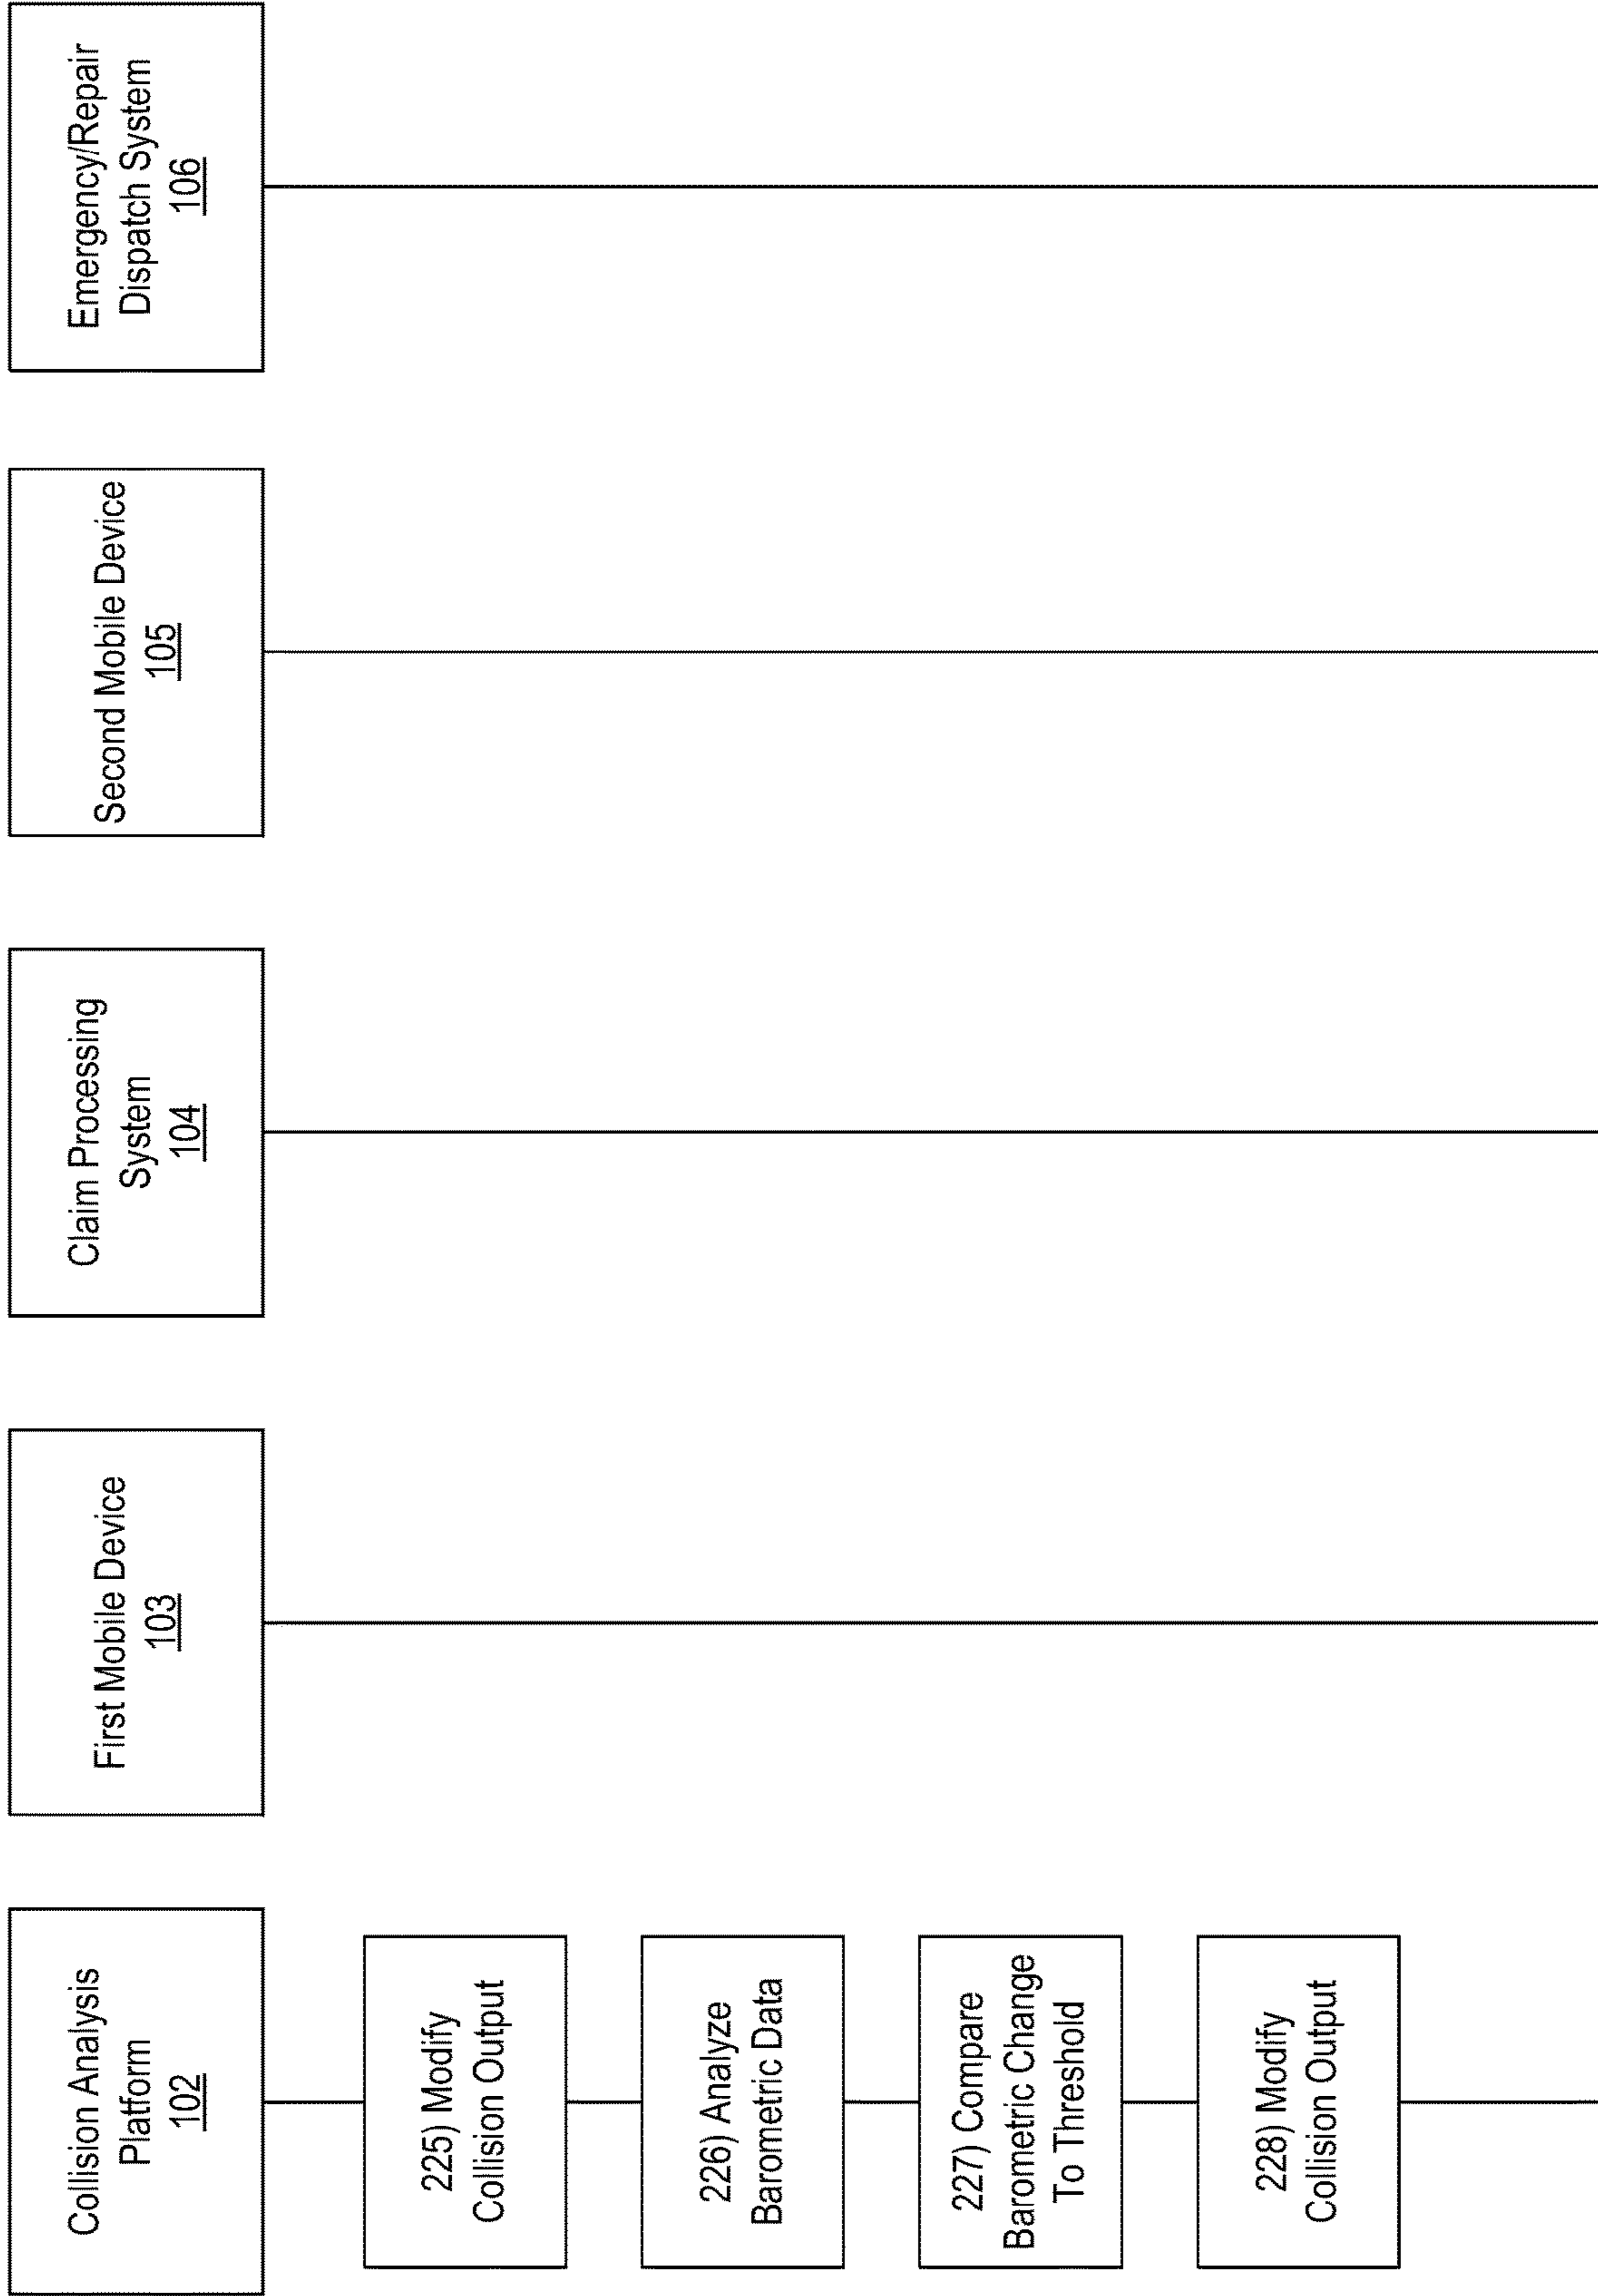 Collision Analysis
Platform
102
First Mobile Device
103
Claim Processing
System
104
Second Mobile Device
105
Emergency/Repair
Dispatch System
106
225) Modify
Collision Output
226) Analyze
Barometric Data
227) Compare
Barometric Change
To Threshold
228) Modify
Collision Output